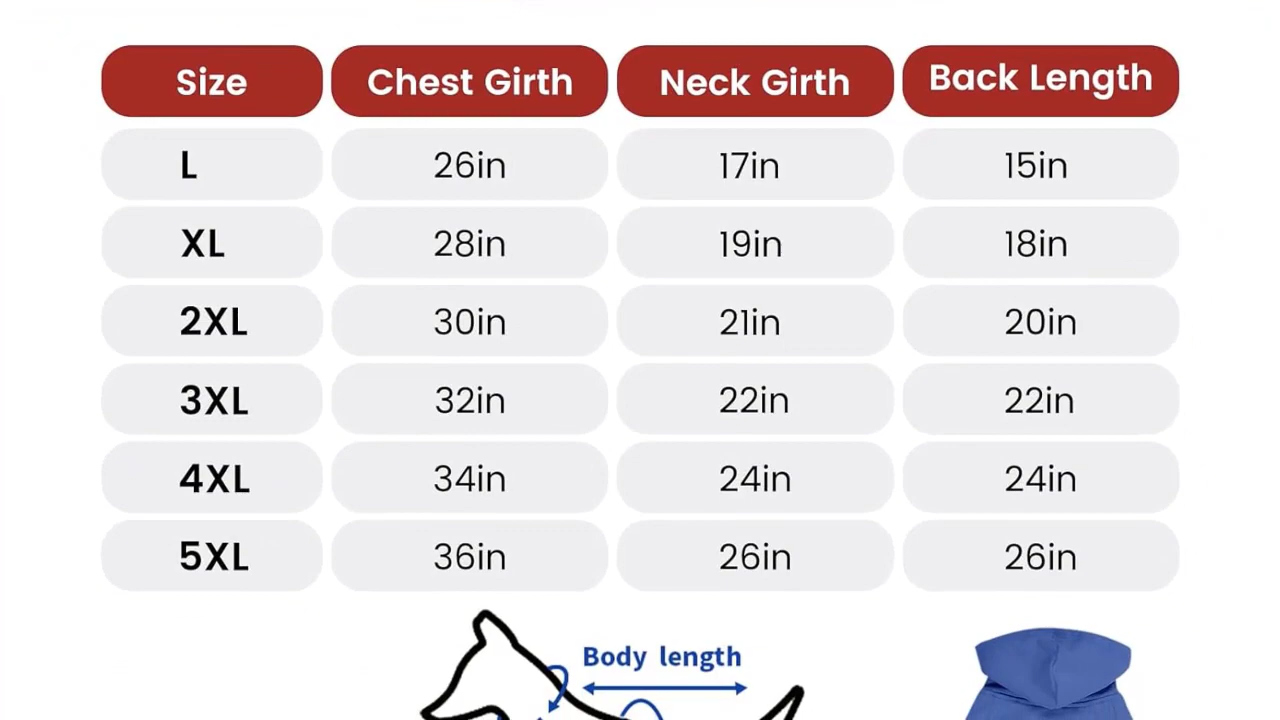 Size Chest Girth Neck Girth Back Length
L 26in 17in 15in
XL 28in 19in 18in
2XL 30in 21in 20in
3XL 32in 22in 22in
4XL 34in 24in 24in
5XL 36in 26in 26in
Body length